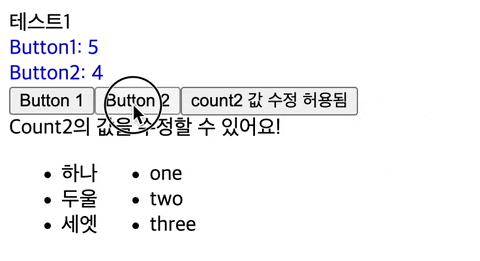 테스트1
Button1: 5
Button2: 4
Button 1 Button 2 count2 값 수정 허용됨
Count2의 값을 수정할 수 있어요!
하나 one
두울 two
세엣 three